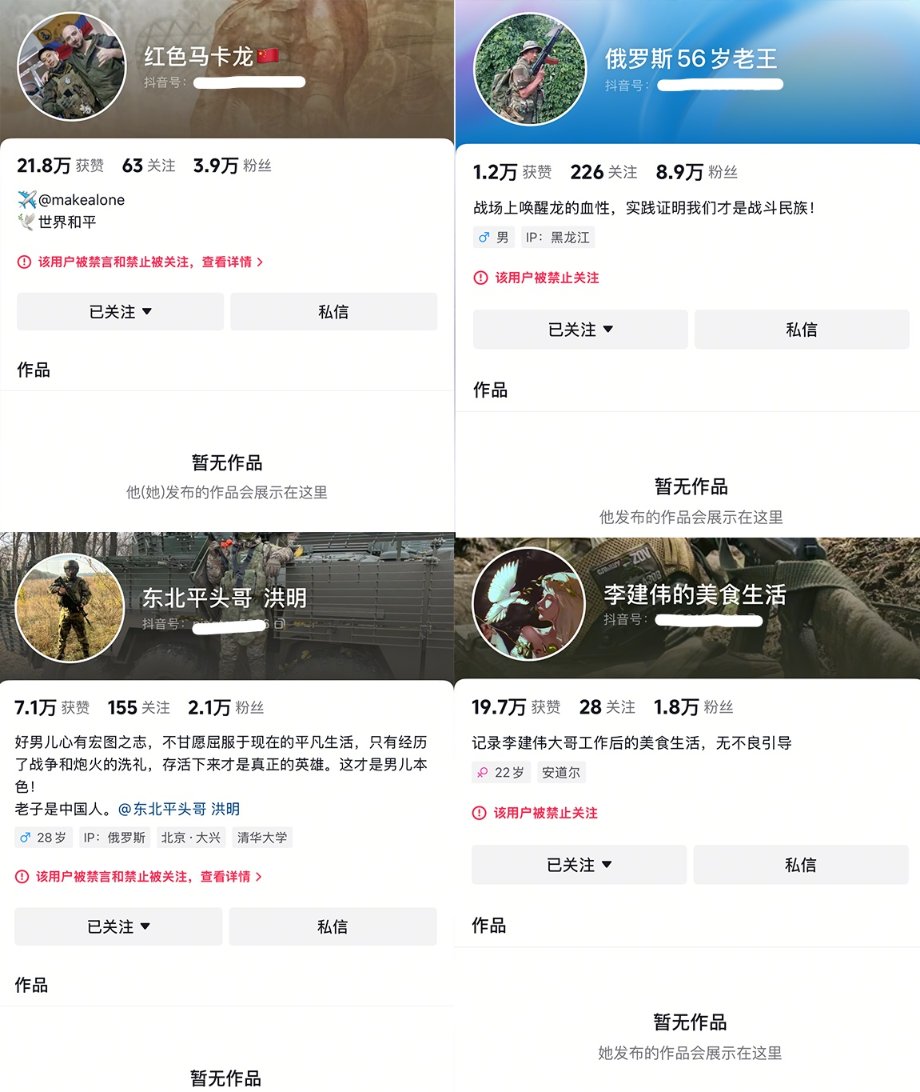 红色马卡龙🇨🇳
抖音号：
21.8万 获赞 63 关注 3.9万 粉丝
✈️@makealone
🕊️世界和平
该用户被禁言和禁止被关注，查看详情 >
已关注 ▼ 私信
作品
暂无作品
他(她)发布的作品会展示在这里
俄罗斯56岁老王
抖音号：
1.2万 获赞 226 关注 8.9万 粉丝
战场上唤醒龙的血性，实践证明我们才是战斗民族！
♂ 男 IP：黑龙江
该用户被禁止关注
已关注 ▼ 私信
作品
暂无作品
他发布的作品会展示在这里
东北平头哥 洪明
抖音号：
7.1万 获赞 155 关注 2.1万 粉丝
好男儿心有宏图之志，不甘愿屈服于现在的平凡生活，只有经历
了战争和炮火的洗礼，存活下来才是真正的英雄。这才是男儿本
色！
老子是中国人。@东北平头哥 洪明
♂ 28岁 IP：俄罗斯 北京·大兴 清华大学
该用户被禁言和禁止被关注，查看详情 >
已关注 ▼ 私信
作品
暂无作品
李建伟的美食生活
抖音号：
19.7万 获赞 28 关注 1.8万 粉丝
记录李建伟大哥工作后的美食生活，无不良引导
♀ 22岁 安道尔
该用户被禁止关注
已关注 ▼ 私信
作品
暂无作品
她发布的作品会展示在这里